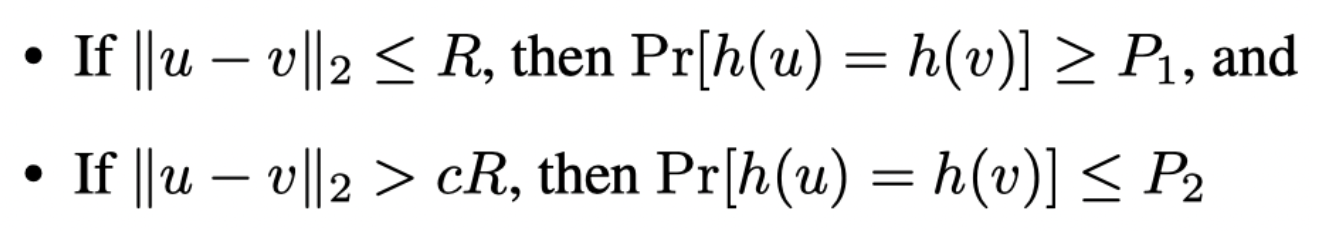 • If ‖u − v‖₂ ≤ R, then Pr[h(u) = h(v)] ≥ P₁, and
• If ‖u − v‖₂ > cR, then Pr[h(u) = h(v)] ≤ P₂